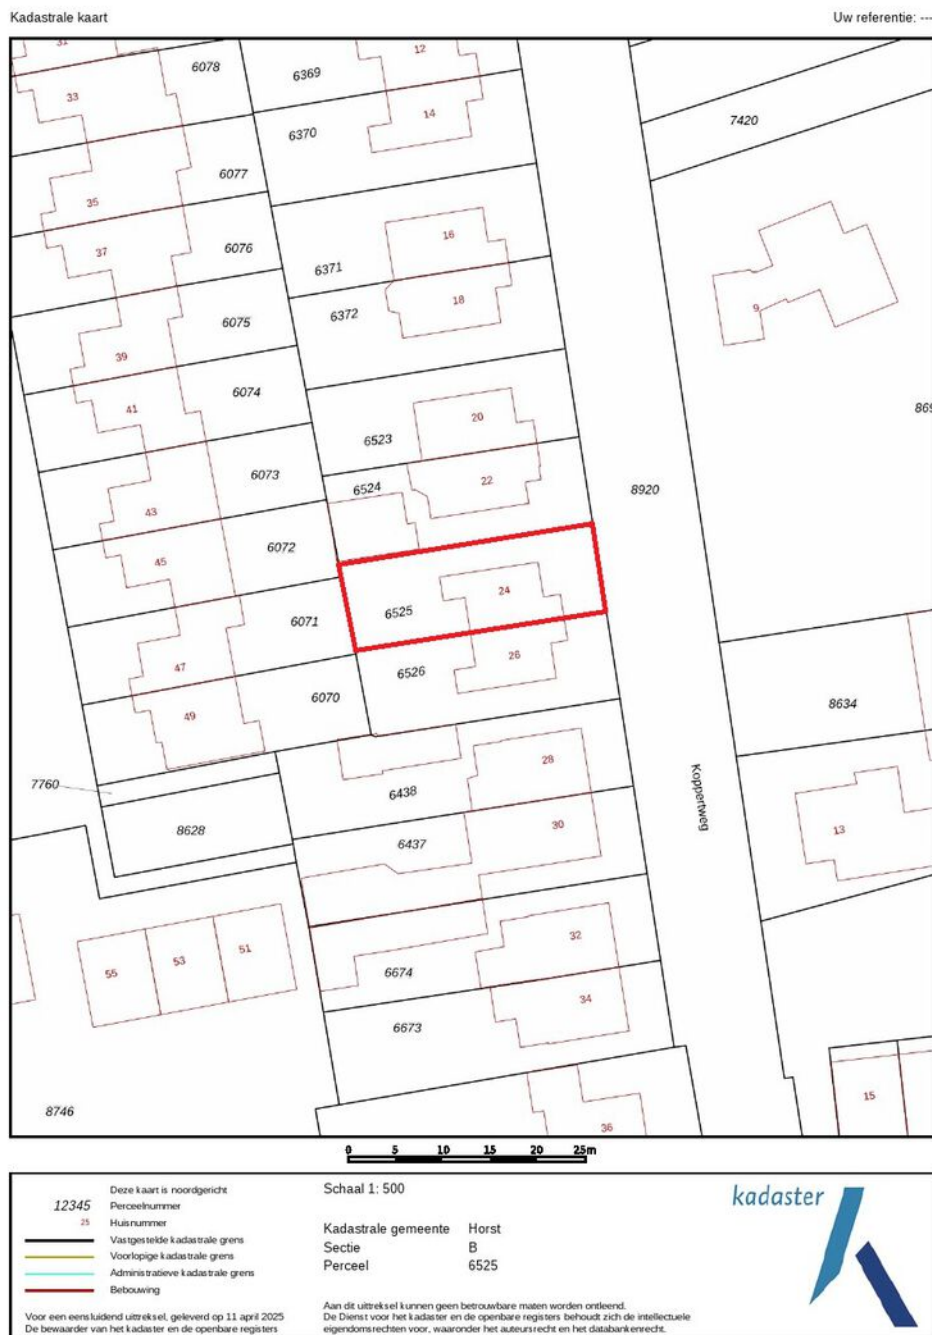 Kadastrale kaart
Uw referentie: ---
31
33
6078
6369
12
14
7420
6370
6077
35
37
6076
16
6371
18
6372
9
6075
39
6074
41
869
20
6523
6073
22
6524
8920
43
6072
45
24
6525
6071
47
26
6526
6070
49
8634
28
7760
6438
Koppertweg
8628
30
6437
13
32
51
53
55
6674
34
6673
15
8746
36
0 5 10 15 20 25m
Deze kaart is noordgericht
12345 Perceelnummer
25 Huisnummer
Vastgestelde kadastrale grens
Voorlopige kadastrale grens
Administratieve kadastrale grens
Bebouwing
Voor een eensluidend uittreksel, geleverd op 11 april 2025
De bewaarder van het kadaster en de openbare registers
Schaal 1: 500
Kadastrale gemeente Horst
Sectie B
Perceel 6525
Aan dit uittreksel kunnen geen betrouwbare maten worden ontleend.
De Dienst voor het kadaster en de openbare registers behoudt zich de intellectuele
eigendomsrechten voor, waaronder het auteursrecht en het databankenrecht.
kadaster